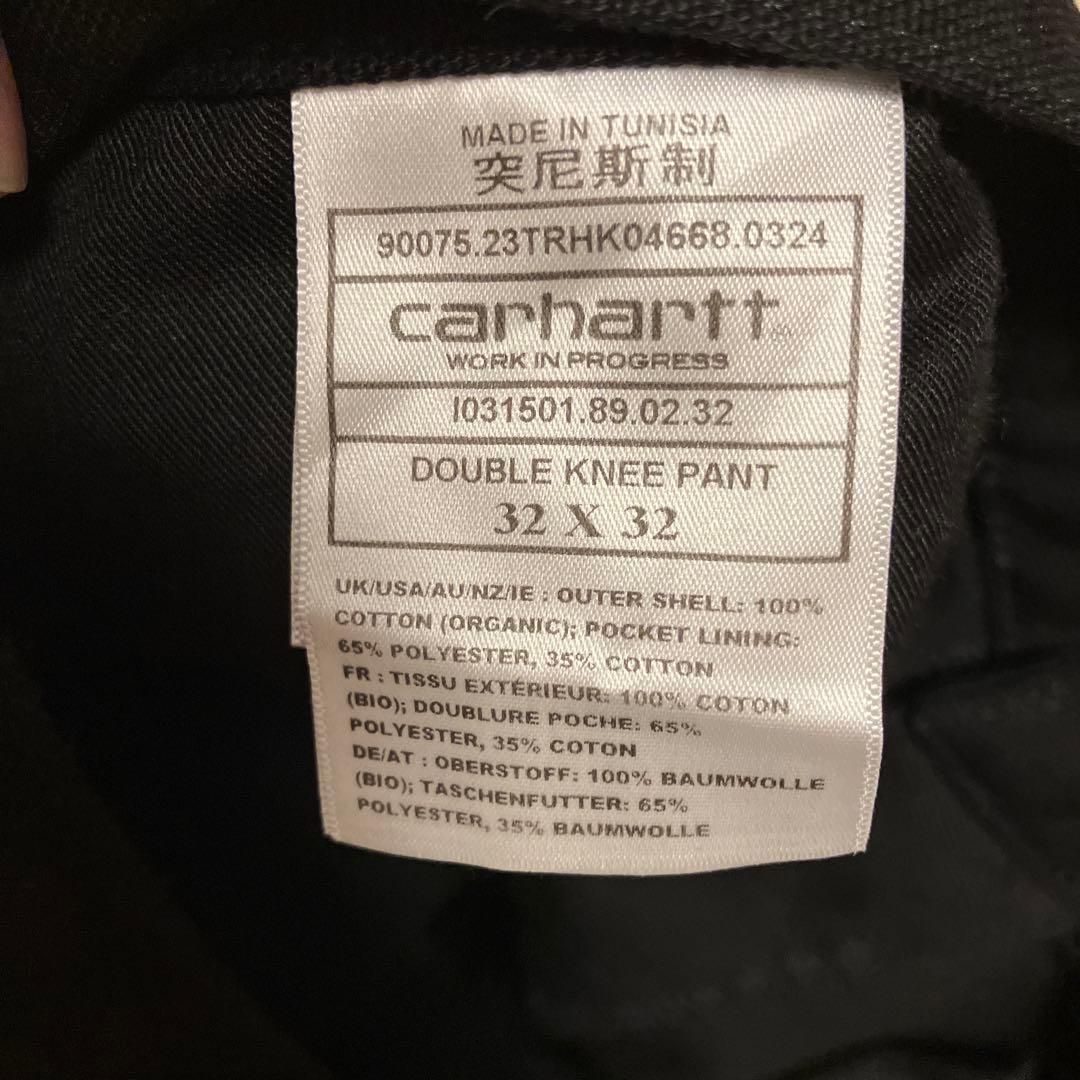 MADE IN TUNISIA
突尼斯制
90075.23TRHK04668.0324
carhartt
WORK IN PROGRESS
I031501.89.02.32
DOUBLE KNEE PANT
32 X 32
UK/USA/AU/NZ/IE : OUTER SHELL: 100%
COTTON (ORGANIC); POCKET LINING:
65% POLYESTER, 35% COTTON
FR : TISSU EXTÉRIEUR: 100% COTON
(BIO); DOUBLURE POCHE: 65%
POLYESTER, 35% COTON
DE/AT : OBERSTOFF: 100% BAUMWOLLE
(BIO); TASCHENFUTTER: 65%
POLYESTER, 35% BAUMWOLLE